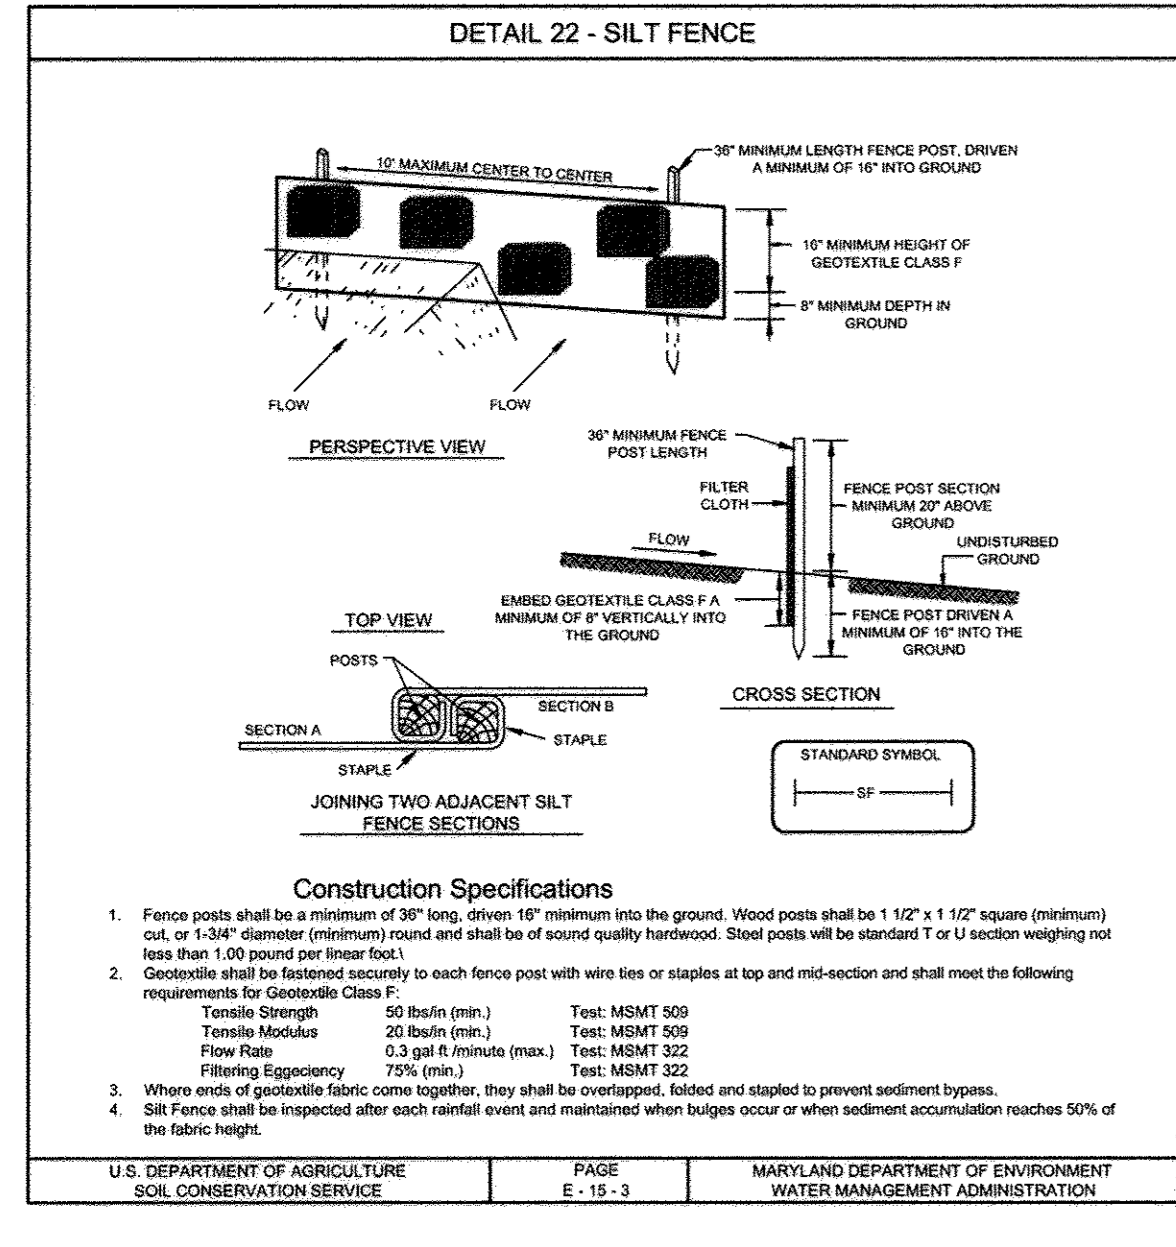 DETAIL 22 - SILT FENCE
10' MAXIMUM CENTER TO CENTER
36" MINIMUM LENGTH FENCE POST, DRIVEN
A MINIMUM OF 16" INTO GROUND
16" MINIMUM HEIGHT OF
GEOTEXTILE CLASS F
8" MINIMUM DEPTH IN
GROUND
FLOW
FLOW
PERSPECTIVE VIEW
36" MINIMUM FENCE
POST LENGTH
FILTER
CLOTH
FENCE POST SECTION
MINIMUM 20" ABOVE
GROUND
FLOW
UNDISTURBED
GROUND
EMBED GEOTEXTILE CLASS F A
MINIMUM OF 8" VERTICALLY INTO
THE GROUND
FENCE POST DRIVEN A
MINIMUM OF 16" INTO THE
GROUND
CROSS SECTION
TOP VIEW
POSTS
SECTION B
SECTION A
STAPLE
STAPLE
JOINING TWO ADJACENT SILT
FENCE SECTIONS
STANDARD SYMBOL
SF
Construction Specifications
1. Fence posts shall be a minimum of 36" long, driven 16" minimum into the ground. Wood posts shall be 1 1/2" x 1 1/2" square (minimum)
cut, or 1-3/4" diameter (minimum) round and shall be of sound quality hardwood. Steel posts will be standard T or U section weighing not
less than 1.00 pound per linear foot.\
2. Geotextile shall be fastened securely to each fence post with wire ties or staples at top and mid-section and shall meet the following
requirements for Geotextile Class F:
Tensile Strength 50 lbs/in (min.) Test: MSMT 509
Tensile Modulus 20 lbs/in (min.) Test: MSMT 509
Flow Rate 0.3 gal ft /minute (max.) Test: MSMT 322
Filtering Eggeciency 75% (min.) Test: MSMT 322
3. Where ends of geotextile fabric come together, they shall be overlapped, folded and stapled to prevent sediment bypass.
4. Silt Fence shall be inspected after each rainfall event and maintained when bulges occur or when sediment accumulation reaches 50% of
the fabric height.
U.S. DEPARTMENT OF AGRICULTURE
SOIL CONSERVATION SERVICE
PAGE
E - 15 - 3
MARYLAND DEPARTMENT OF ENVIRONMENT
WATER MANAGEMENT ADMINISTRATION